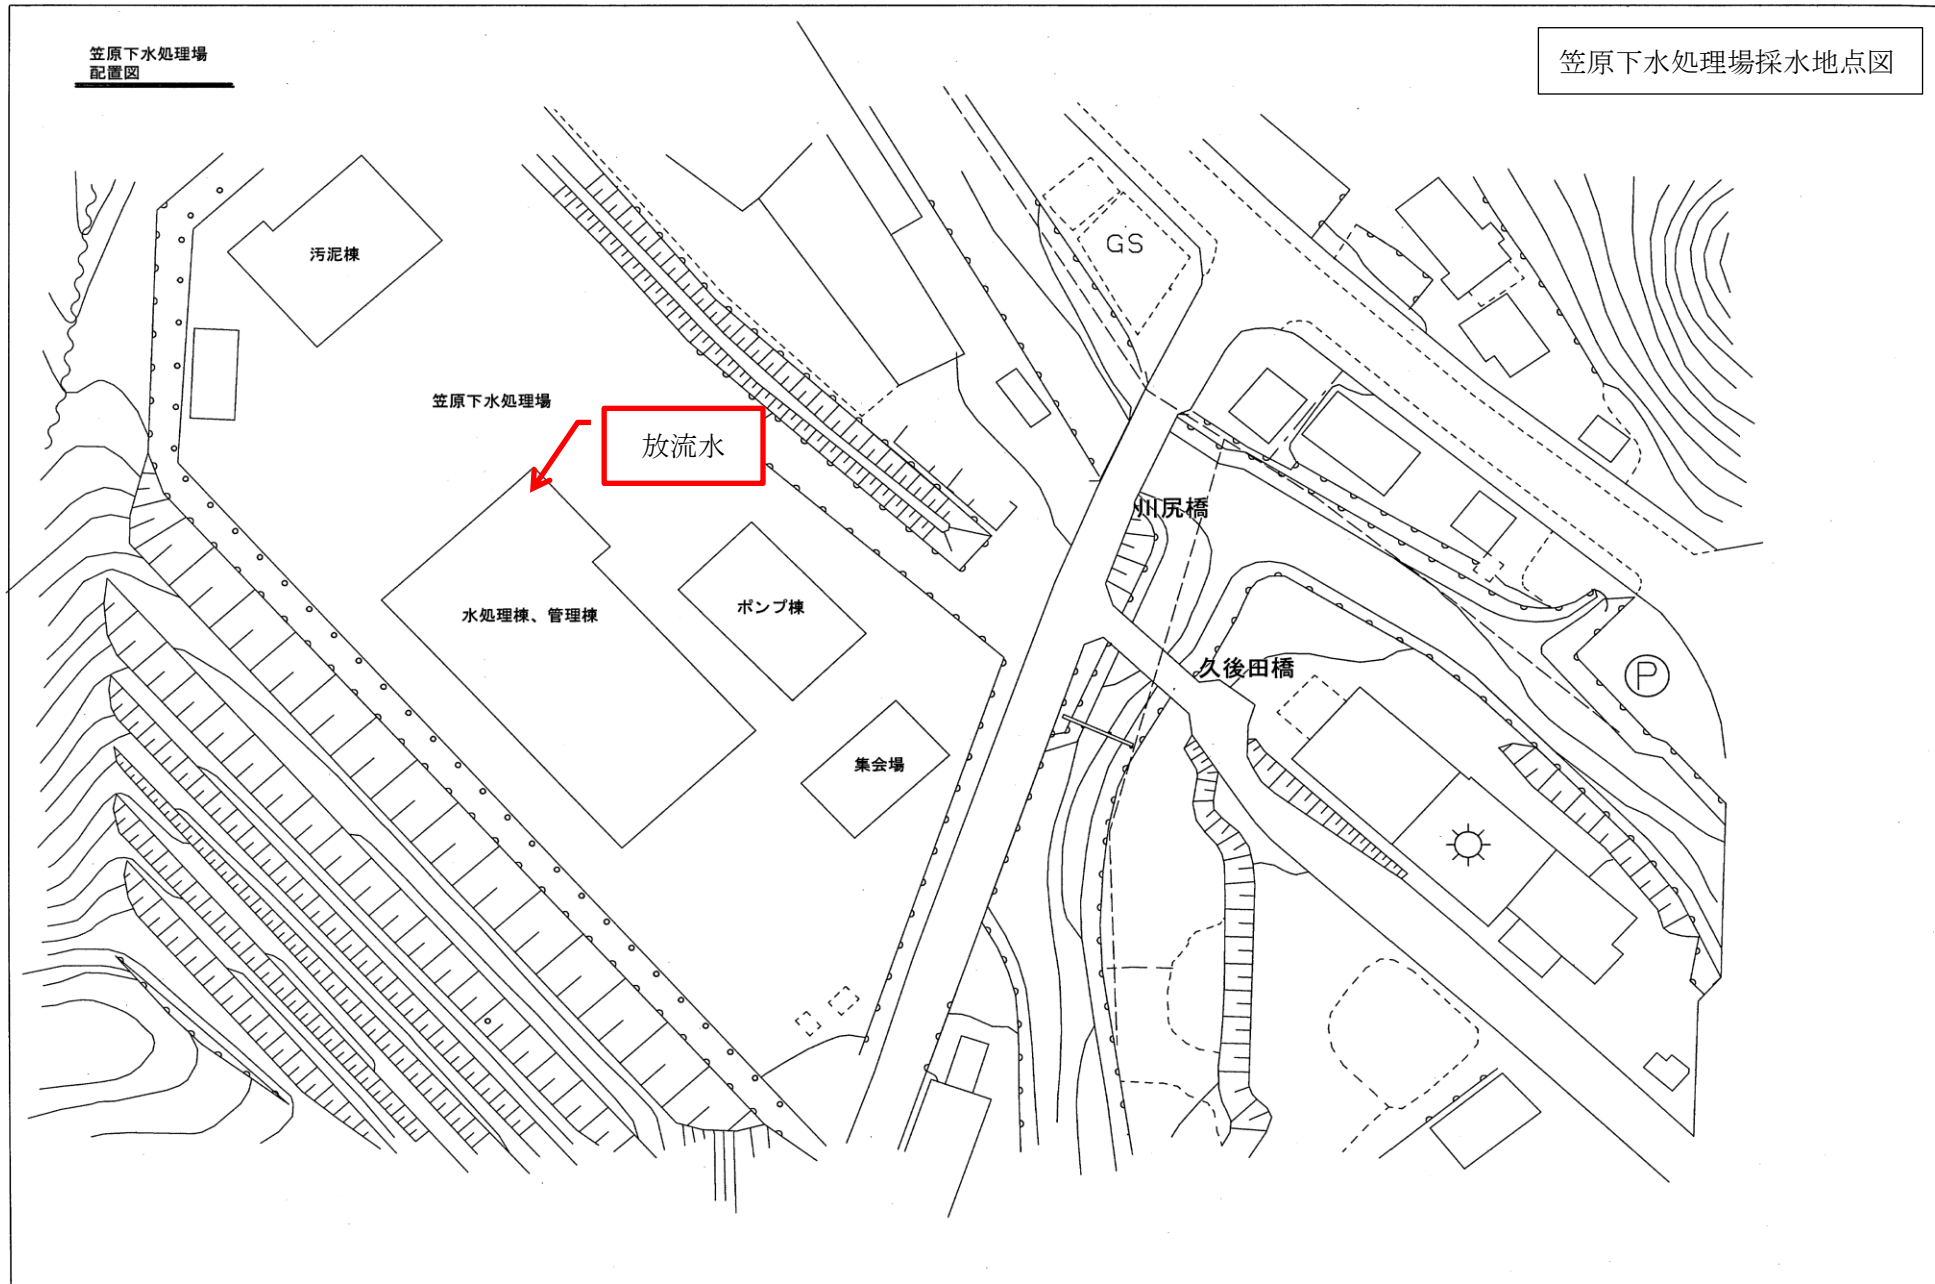 笠原下水処理場
配置図
笠原下水処理場採水地点図
GS
汚泥棟
笠原下水処理場
放流水
川尻橋
水処理棟、管理棟
ポンプ棟
久後田橋
P
集会場